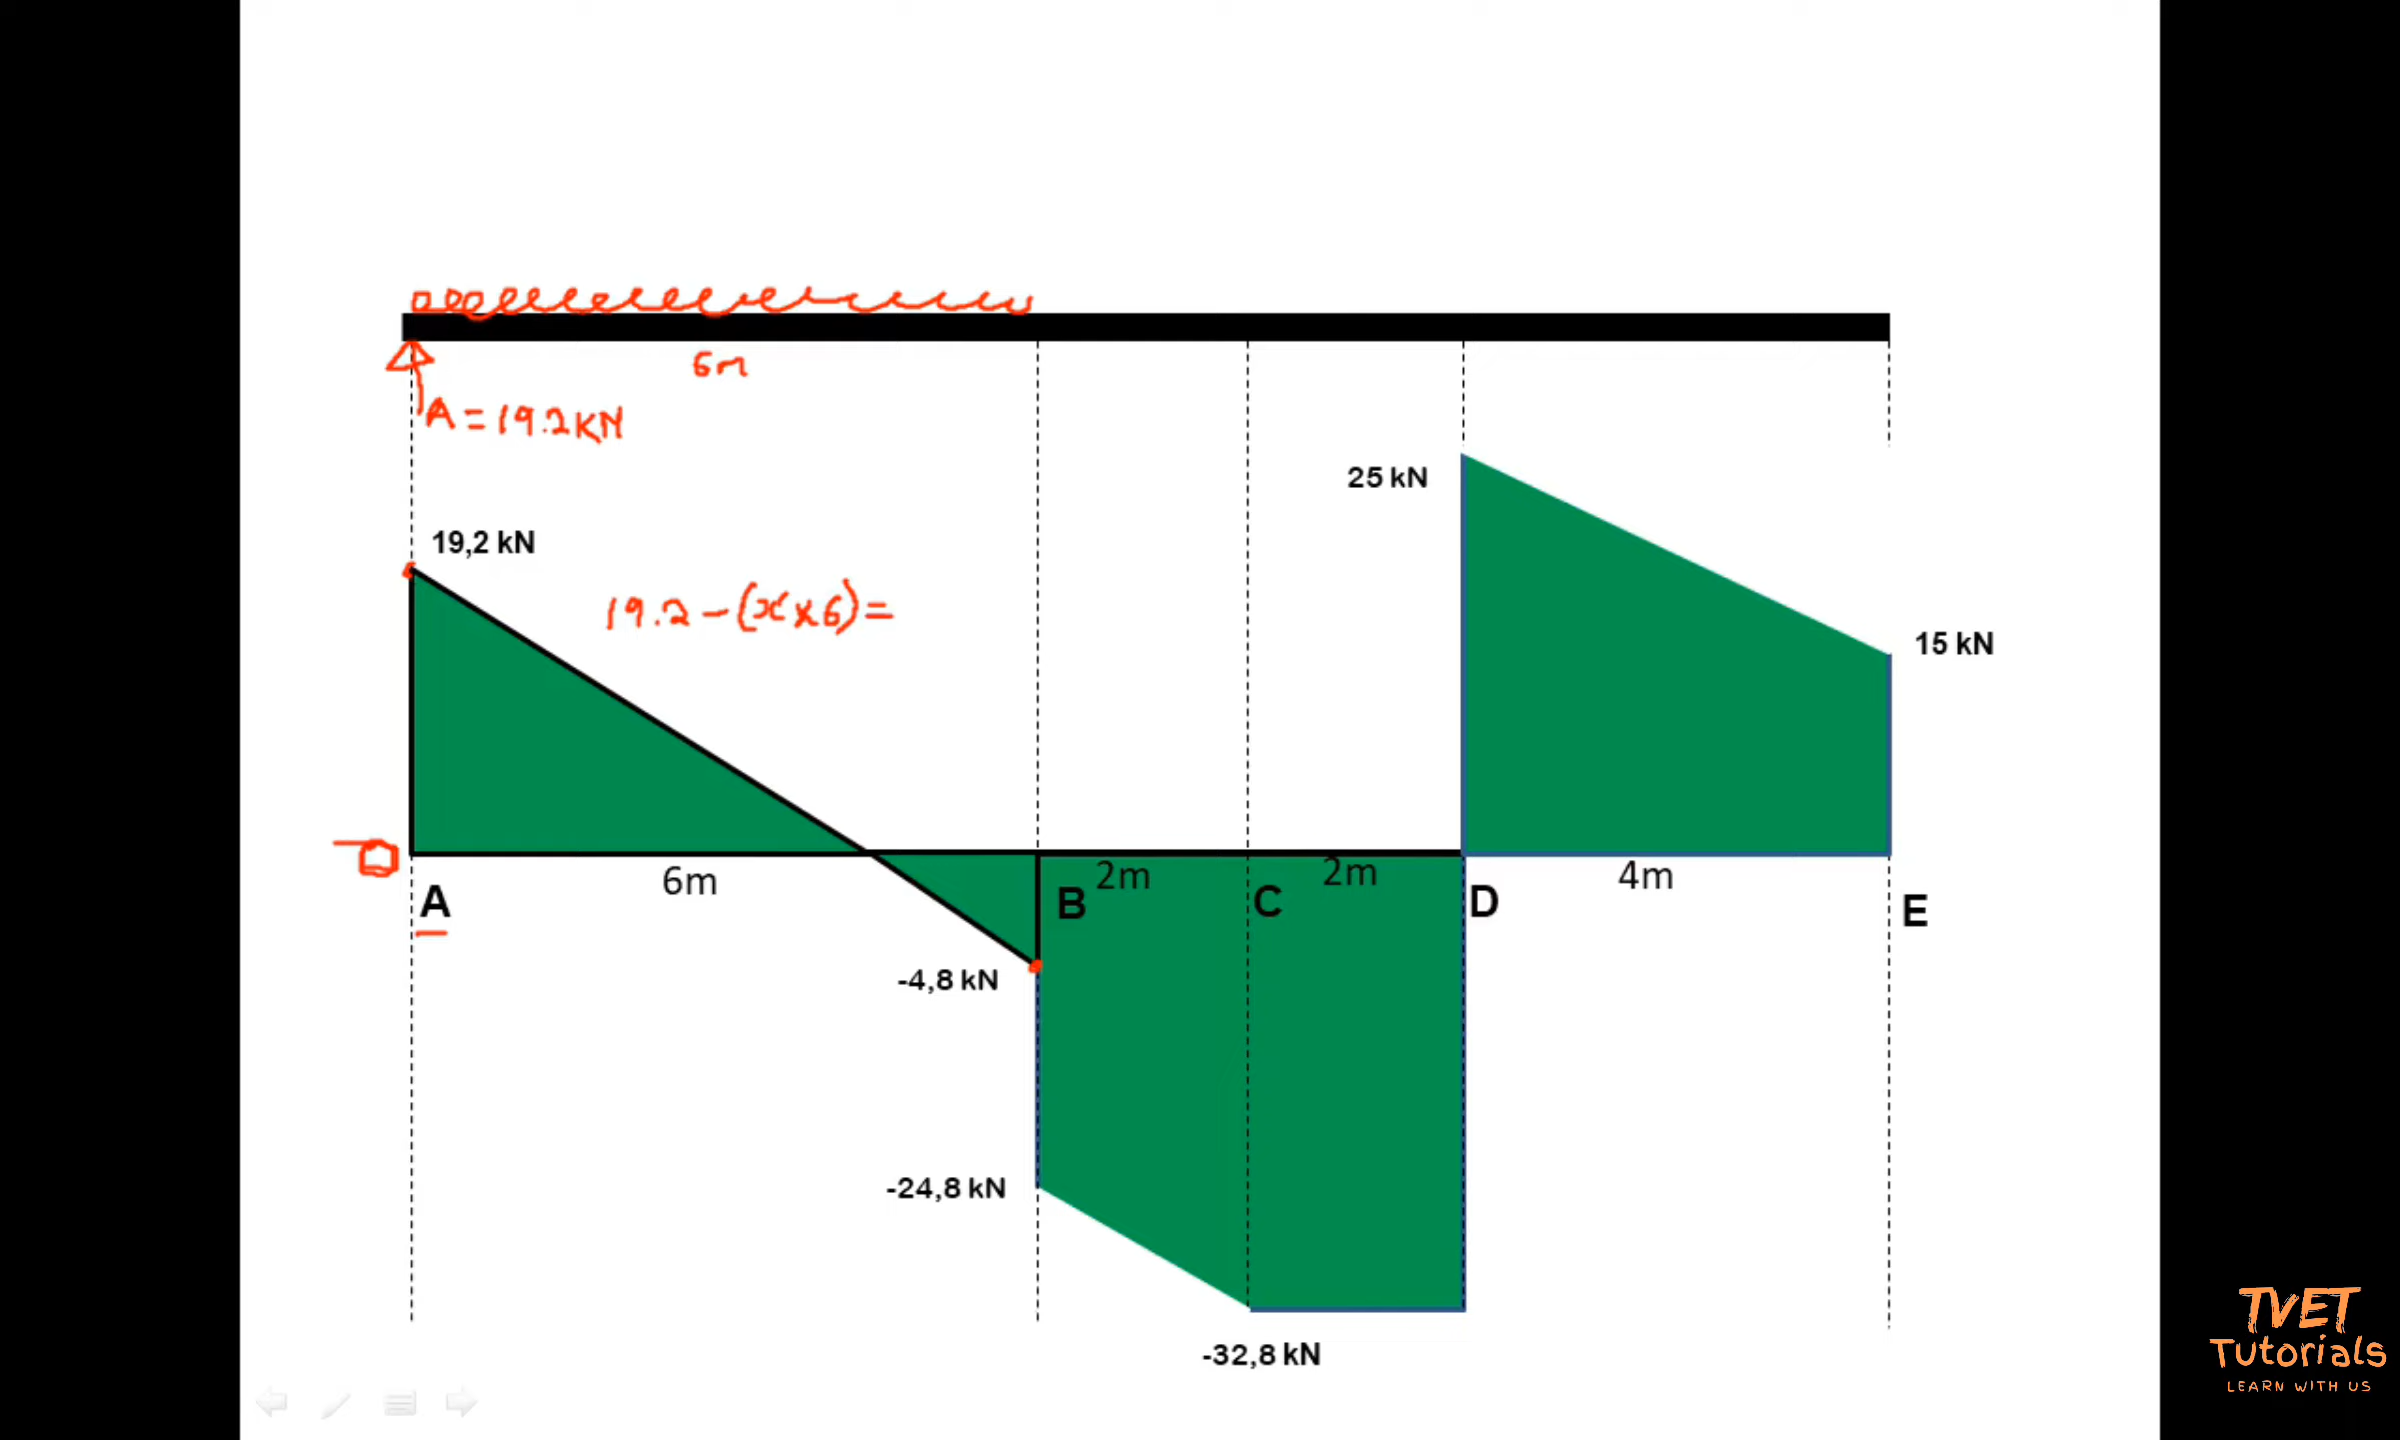 6m
A = 19.2KN
25 kN
19,2 kN
19.2 - (x × 6) =
15 kN
0
6m
2m
2m
4m
A
B
C
D
E
-4,8 kN
-24,8 kN
-32,8 kN
TVET
Tutorials
LEARN WITH US